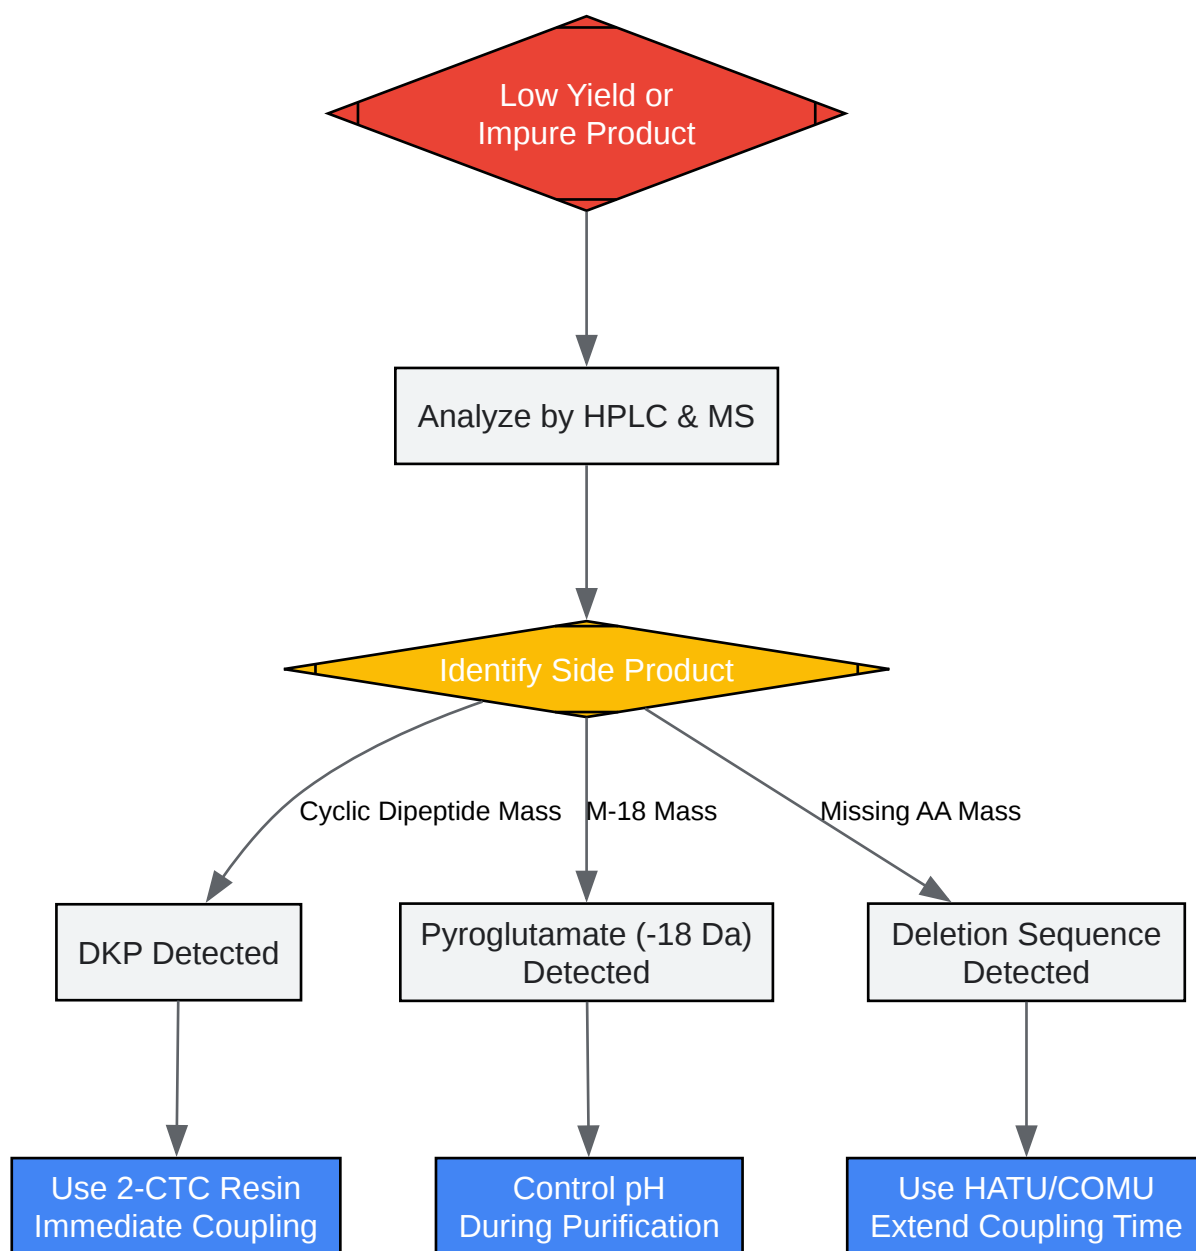 Low Yield or
Impure Product
Analyze by HPLC & MS
Identify Side Product
Cyclic Dipeptide Mass
M-18 Mass
Missing AA Mass
DKP Detected
Pyroglutamate (-18 Da)
Detected
Deletion Sequence
Detected
Use 2-CTC Resin
Immediate Coupling
Control pH
During Purification
Use HATU/COMU
Extend Coupling Time